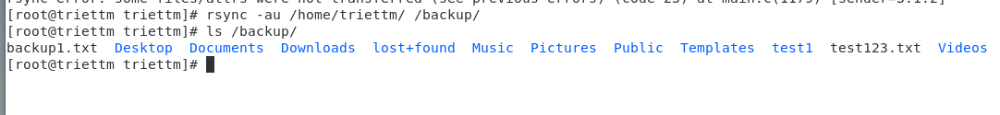 rsync error: some files/attrs were not transferred (see previous errors) (code 23) at main.c(1179) [sender=3.1.2]
[root@triettm triettm]# rsync -au /home/triettm/ /backup/
[root@triettm triettm]# ls /backup/
backup1.txt Desktop Documents Downloads lost+found Music Pictures Public Templates test1 test123.txt Videos
[root@triettm triettm]#